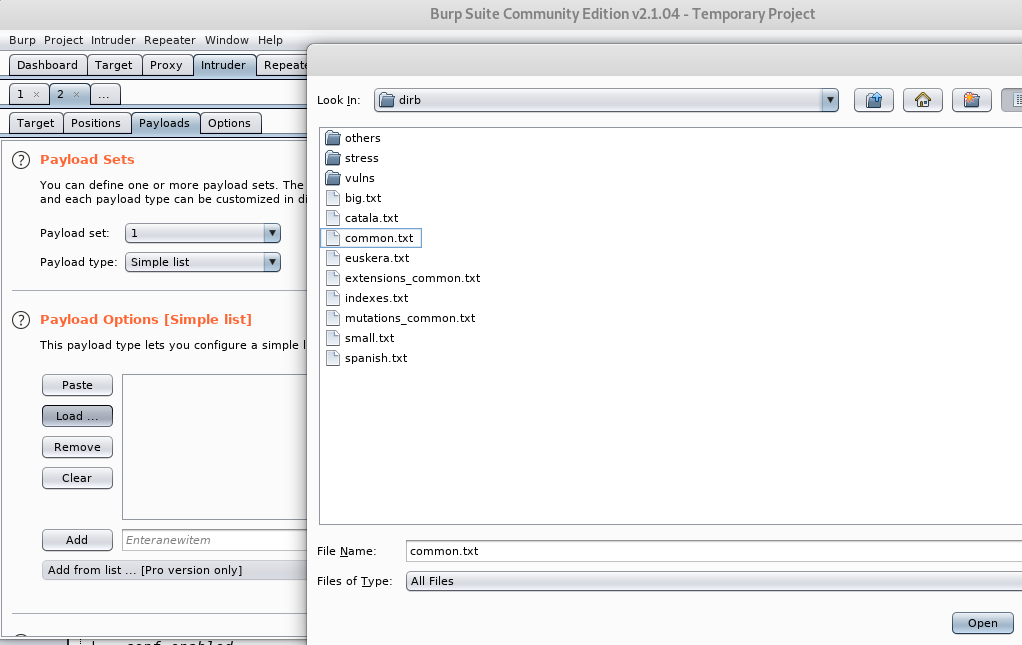 Burp Suite Community Edition v2.1.04 - Temporary Project
Burp Project Intruder Repeater Window Help
Dashboard Target Proxy Intruder Repeate
1 × 2 × ...
Target Positions Payloads Options
? Payload Sets
You can define one or more payload sets. The
and each payload type can be customized in di
Payload set: 1
Payload type: Simple list
? Payload Options [Simple list]
This payload type lets you configure a simple l
Paste
Load ...
Remove
Clear
Add Enteranewitem
Add from list ... [Pro version only]
conf-enabled
Look In: dirb
others
stress
vulns
big.txt
catala.txt
common.txt
euskera.txt
extensions_common.txt
indexes.txt
mutations_common.txt
small.txt
spanish.txt
File Name: common.txt
Files of Type: All Files
Open